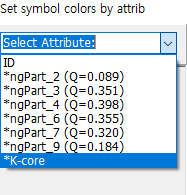 Set symbol colors by attrib
Select Attribute:
ID
*ngPart_2 (Q=0.089)
*ngPart_3 (Q=0.351)
*ngPart_4 (Q=0.398)
*ngPart_6 (Q=0.355)
*ngPart_7 (Q=0.320)
*ngPart_9 (Q=0.184)
*K-core